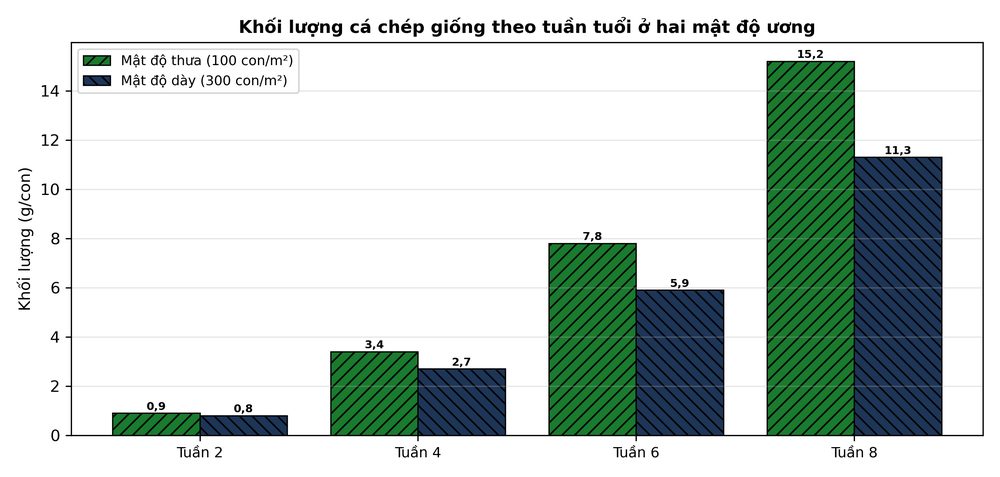 Khối lượng cá chép giống theo tuần tuổi ở hai mật độ ương
Mật độ thưa (100 con/m²)
Mật độ dày (300 con/m²)
Khối lượng (g/con)
14
12
10
8
6
4
2
0
0,9
0,8
3,4
2,7
7,8
5,9
15,2
11,3
Tuần 2
Tuần 4
Tuần 6
Tuần 8